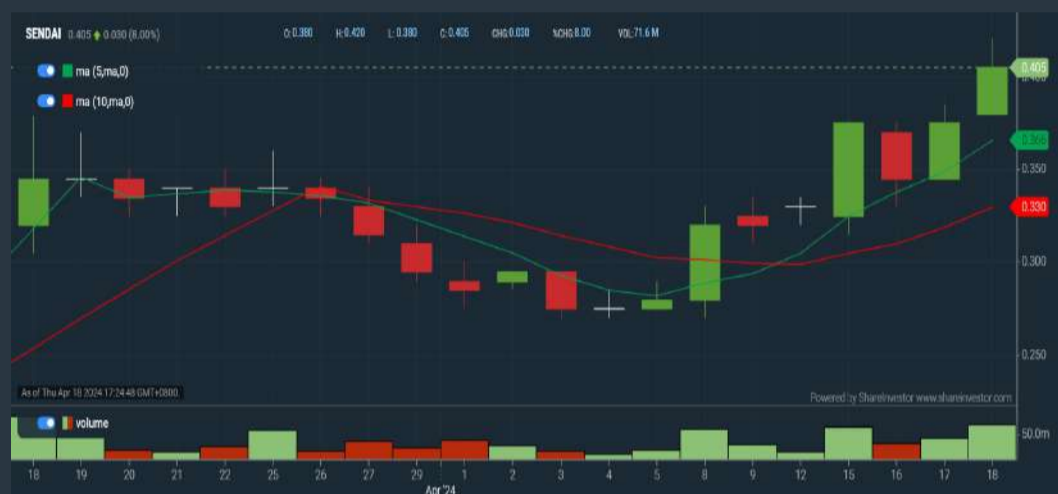 SENDAI 0.405 0.030 (8.00%) O:0.380 H:0.420 L:0.380 C:0.405 CHG:0.030 %CHG:8.00 VOL:71.6 M
ma (5,ma,0)
ma (10,ma,0)
0.405
0.400
0.366
0.350
0.330
0.300
0.250
As of Thu Apr 18 2024 17:24:48 GMT+0800.
Powered by ShareInvestor www.shareinvestor.com
volume
50.0m
18 19 20 21 22 25 26 27 29 1 2 3 4 5 8 9 12 15 16 17 18
Apr '24